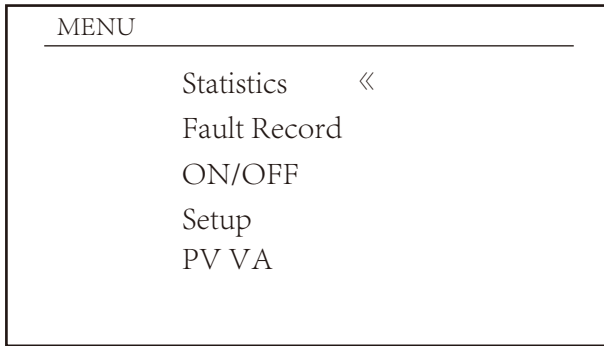 MENU
Statistics «
Fault Record
ON/OFF
Setup
PV VA